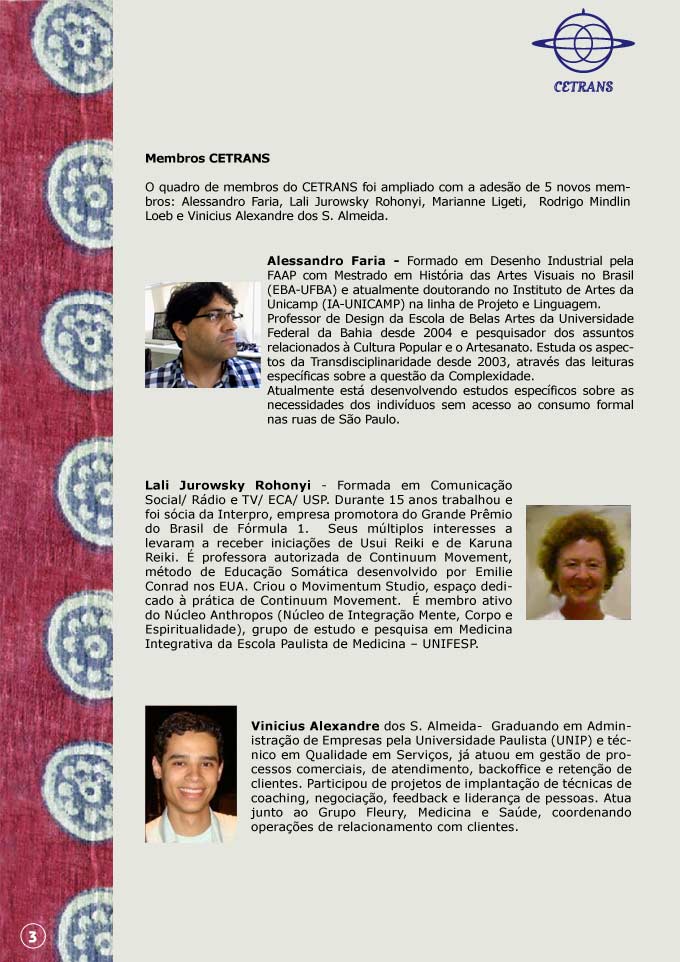 CETRANS
Membros CETRANS
O quadro de membros do CETRANS foi ampliado com a adesão de 5 novos mem-
bros: Alessandro Faria, Lali Jurowsky Rohonyi, Marianne Ligeti, Rodrigo Mindlin
Loeb e Vinicius Alexandre dos S. Almeida.
Alessandro Faria - Formado em Desenho Industrial pela
FAAP com Mestrado em História das Artes Visuais no Brasil
(EBA-UFBA) e atualmente doutorando no Instituto de Artes da
Unicamp (IA-UNICAMP) na linha de Projeto e Linguagem.
Professor de Design da Escola de Belas Artes da Universidade
Federal da Bahia desde 2004 e pesquisador dos assuntos
relacionados à Cultura Popular e o Artesanato. Estuda os aspec-
tos da Transdisciplinaridade desde 2003, através das leituras
específicas sobre a questão da Complexidade.
Atualmente está desenvolvendo estudos específicos sobre as
necessidades dos indivíduos sem acesso ao consumo formal
nas ruas de São Paulo.
Lali Jurowsky Rohonyi - Formada em Comunicação
Social/ Rádio e TV/ ECA/ USP. Durante 15 anos trabalhou e
foi sócia da Interpro, empresa promotora do Grande Prêmio
do Brasil de Fórmula 1. Seus múltiplos interesses a
levaram a receber iniciações de Usui Reiki e de Karuna
Reiki. É professora autorizada de Continuum Movement,
método de Educação Somática desenvolvido por Emilie
Conrad nos EUA. Criou o Movimentum Studio, espaço dedi-
cado à prática de Continuum Movement. É membro ativo
do Núcleo Anthropos (Núcleo de Integração Mente, Corpo e
Espiritualidade), grupo de estudo e pesquisa em Medicina
Integrativa da Escola Paulista de Medicina – UNIFESP.
Vinicius Alexandre dos S. Almeida- Graduando em Admin-
istração de Empresas pela Universidade Paulista (UNIP) e téc-
nico em Qualidade em Serviços, já atuou em gestão de pro-
cessos comerciais, de atendimento, backoffice e retenção de
clientes. Participou de projetos de implantação de técnicas de
coaching, negociação, feedback e liderança de pessoas. Atua
junto ao Grupo Fleury, Medicina e Saúde, coordenando
operações de relacionamento com clientes.
3